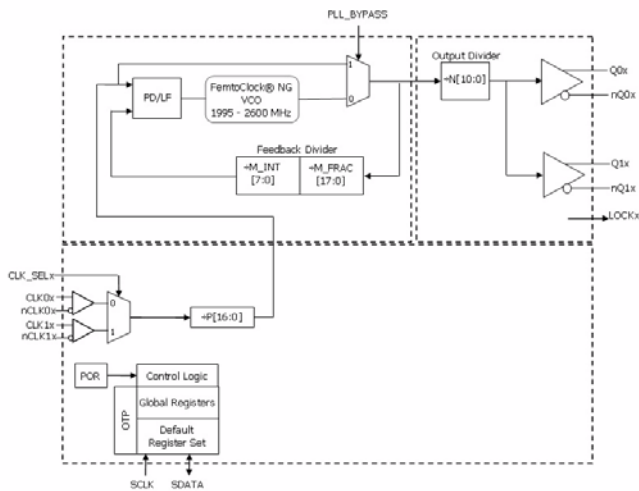 PLL_BYPASS
Output Divider
÷N[10:0]
Q0x
nQ0x
1
0
PD/LF
FemtoClock® NG
VCO
1995 - 2600 MHz
Feedback Divider
÷M_INT
[7:0]
÷M_FRAC
[17:0]
Q1x
nQ1x
LOCKx
CLK_SELx
CLK0x
nCLK0x
CLK1x
nCLK1x
0
1
÷P[16:0]
POR
Control Logic
OTP
Global Registers
Default
Register Set
SCLK
SDATA